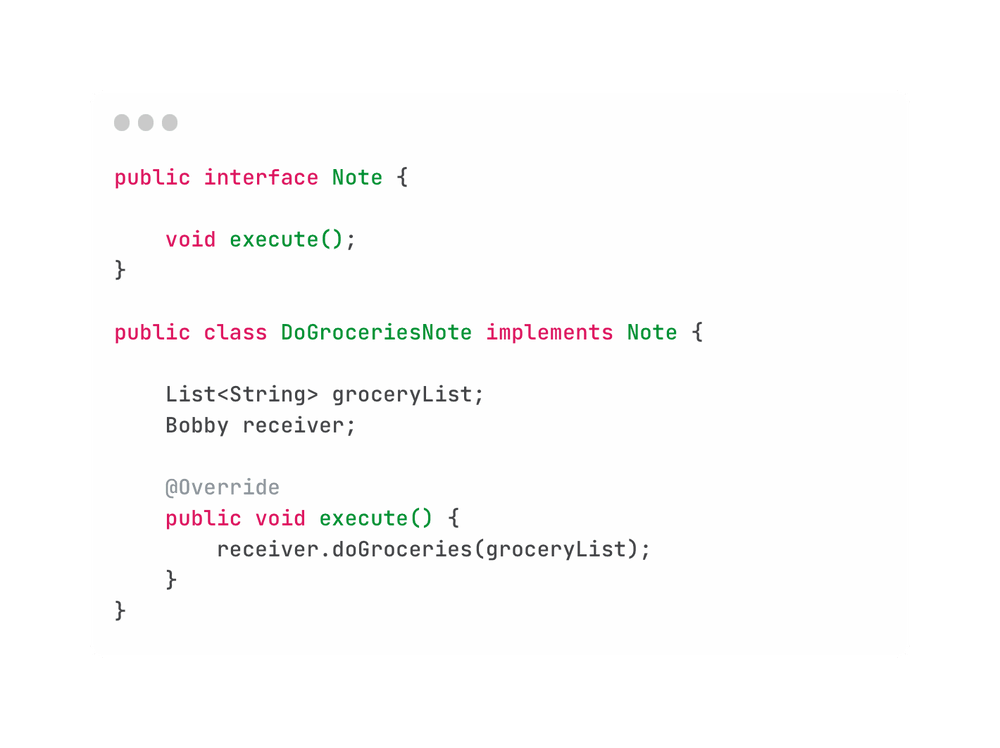 public interface Note {
void execute();
}
public class DoGroceriesNote implements Note {
List<String> groceryList;
Bobby receiver;
@Override
public void execute() {
receiver.doGroceries(groceryList);
}
}